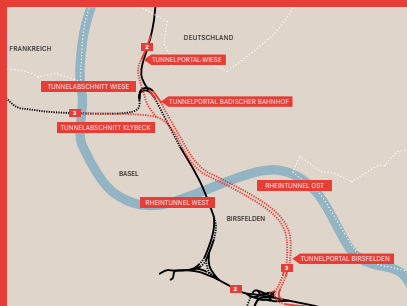 DEUTSCHLAND
FRANKREICH
2
TUNNELPORTAL-WIESE
TUNNELABSCHNITT WIESE
TUNNELPORTAL BADISCHER BAHNHOF
3
TUNNELABSCHNITT KLYBECK
BASEL
RHEINTUNNEL OST
RHEINTUNNEL WEST
BIRSFELDEN
TUNNELPORTAL BIRSFELDEN
3
2